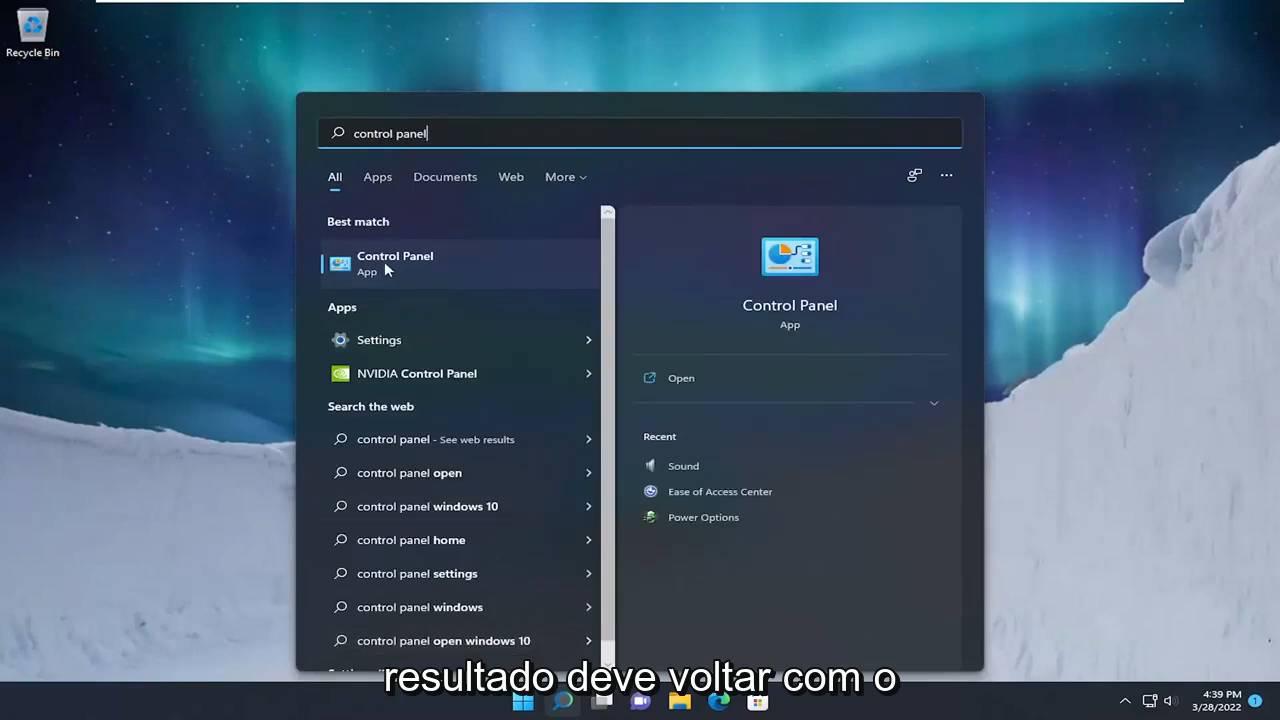 Recycle Bin
control panel
All Apps Documents Web More
Best match
Control Panel
App
Apps
Settings
NVIDIA Control Panel
Search the web
control panel - See web results
control panel open
control panel windows 10
control panel home
control panel settings
control panel windows
control panel open windows 10
Control Panel
App
Open
Recent
Sound
Ease of Access Center
Power Options
resultado deve voltar com o
4:39 PM
3/28/2022
1